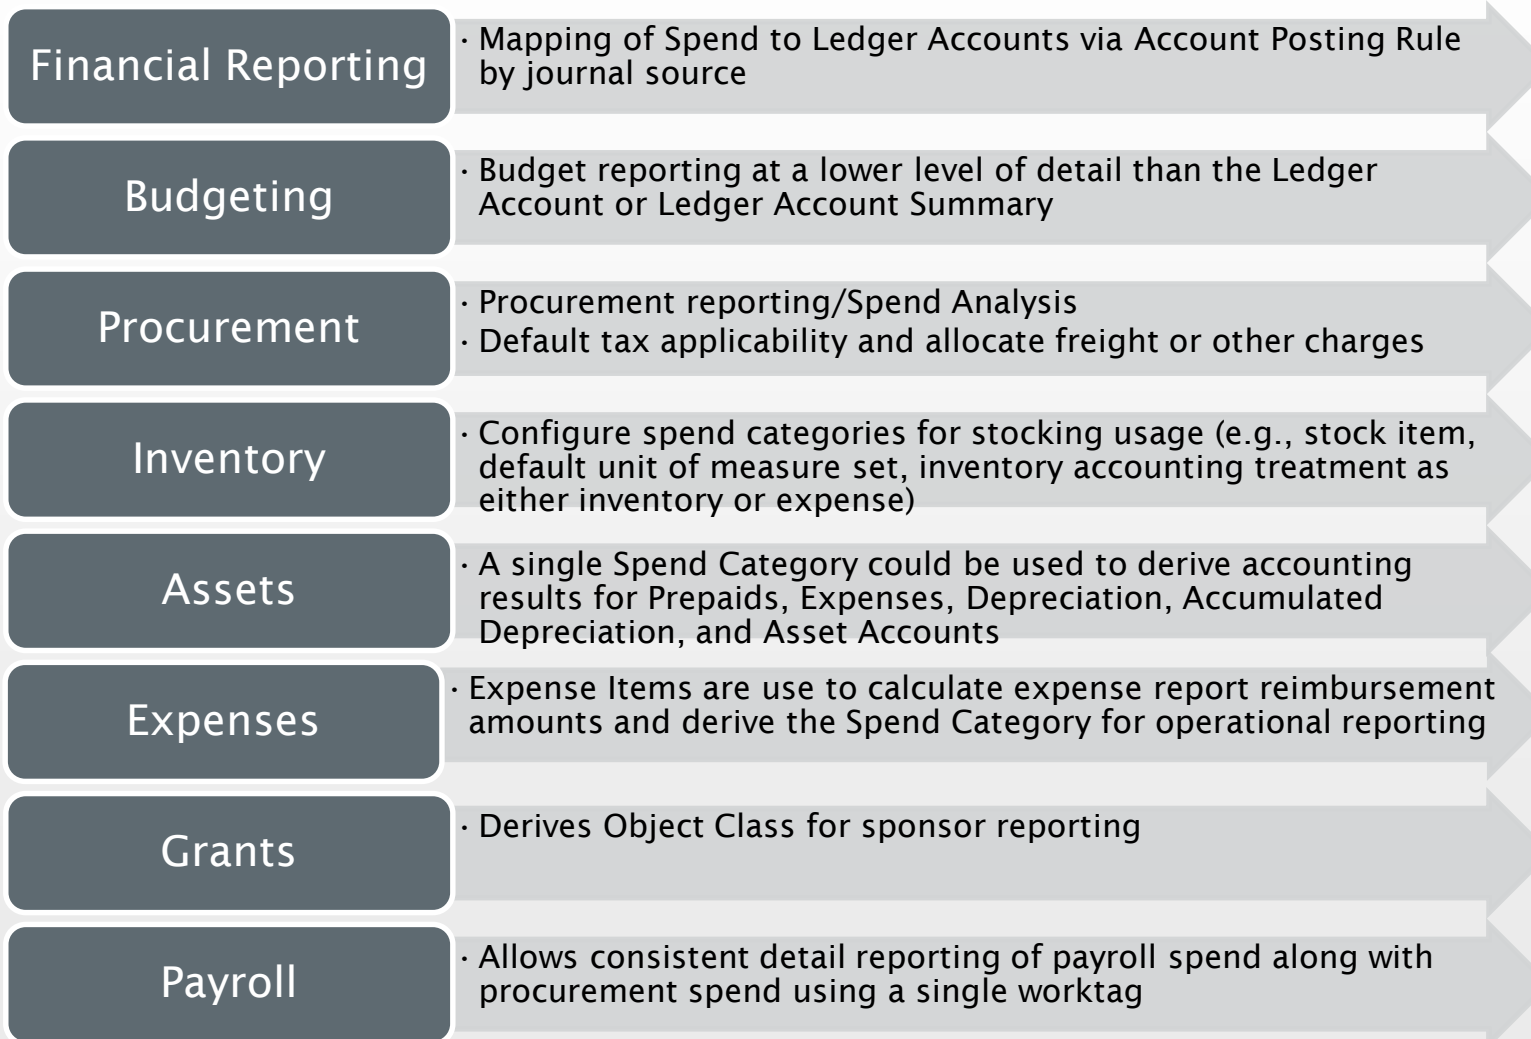 Financial Reporting
· Mapping of Spend to Ledger Accounts via Account Posting Rule
by journal source
Budgeting
· Budget reporting at a lower level of detail than the Ledger
Account or Ledger Account Summary
Procurement
· Procurement reporting/Spend Analysis
· Default tax applicability and allocate freight or other charges
Inventory
· Configure spend categories for stocking usage (e.g., stock item,
default unit of measure set, inventory accounting treatment as
either inventory or expense)
Assets
· A single Spend Category could be used to derive accounting
results for Prepaids, Expenses, Depreciation, Accumulated
Depreciation, and Asset Accounts
Expenses
· Expense Items are use to calculate expense report reimbursement
amounts and derive the Spend Category for operational reporting
Grants
· Derives Object Class for sponsor reporting
Payroll
· Allows consistent detail reporting of payroll spend along with
procurement spend using a single worktag